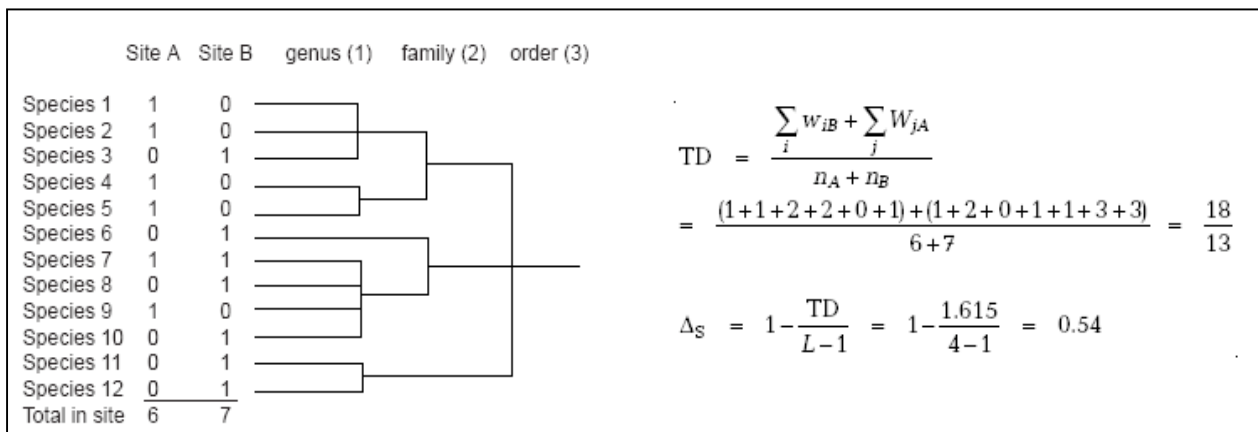 Site A Site B genus (1) family (2) order (3)
Species 1 1 0
Species 2 1 0
Species 3 0 1
Species 4 1 0
Species 5 1 0
Species 6 0 1
Species 7 1 1
Species 8 0 1
Species 9 1 0
Species 10 0 1
Species 11 0 1
Species 12 0 1
Total in site 6 7
TD = (∑_i w_{iB} + ∑_j W_{jA}) / (n_A + n_B)
= ((1+1+2+2+0+1)+(1+2+0+1+1+3+3)) / (6+7) = 18/13
Δ_S = 1 − TD/(L−1) = 1 − 1.615/(4−1) = 0.54